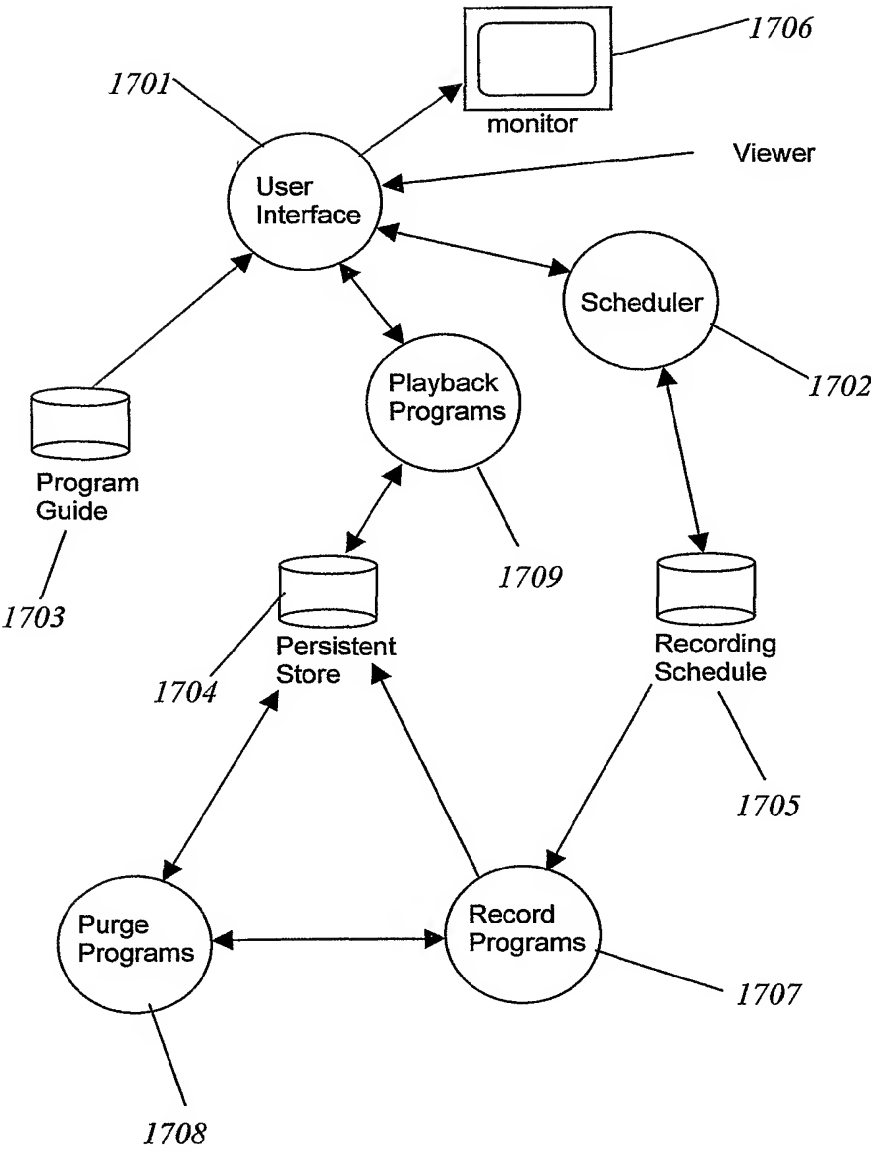 1706
1701
monitor
Viewer
User
Interface
Scheduler
1702
Playback
Programs
Program
Guide
1703
1709
Persistent
Store
1704
Recording
Schedule
1705
Purge
Programs
Record
Programs
1707
1708